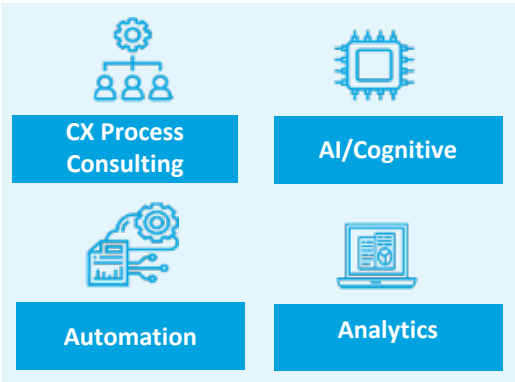 CX Process
Consulting
AI/Cognitive
Automation
Analytics